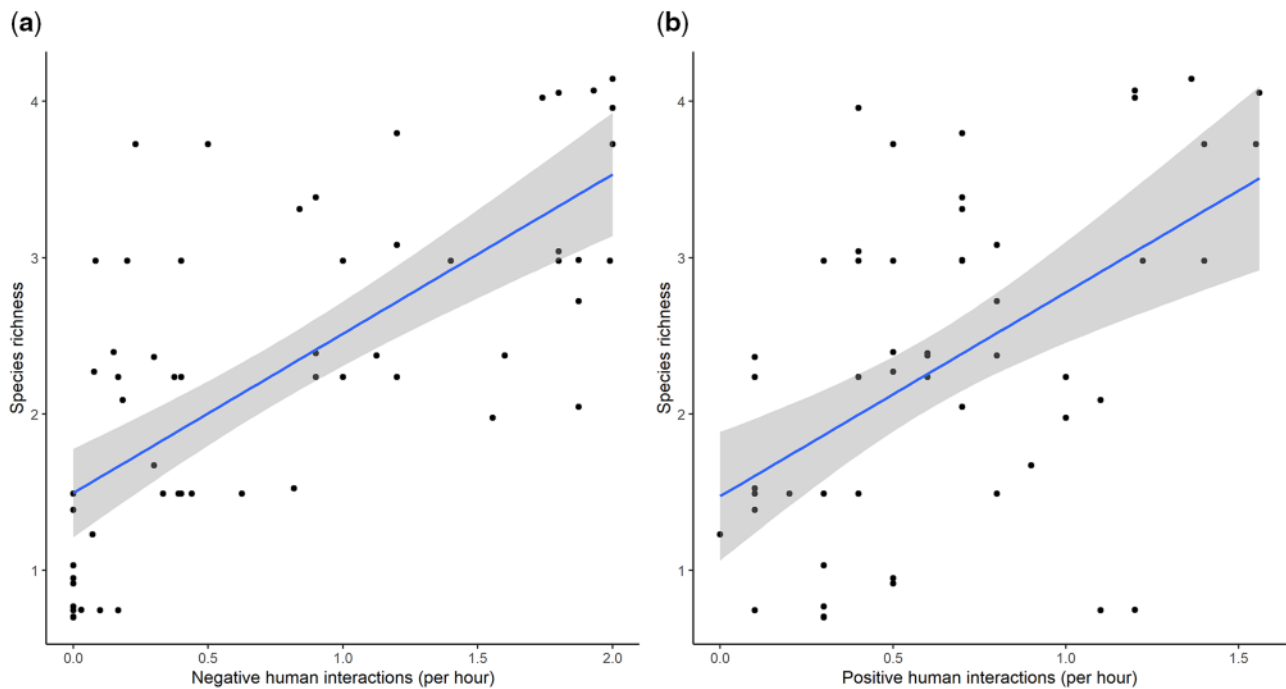 (a)
4
3
2
1
Species richness
0.0 0.5 1.0 1.5 2.0
Negative human interactions (per hour)
(b)
4
3
2
1
Species richness
0.0 0.5 1.0 1.5
Positive human interactions (per hour)